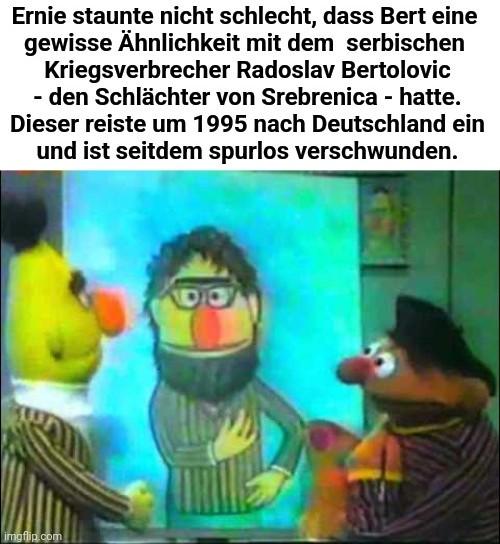 Ernie staunte nicht schlecht, dass Bert eine
gewisse Ähnlichkeit mit dem serbischen
Kriegsverbrecher Radoslav Bertolovic
- den Schlächter von Srebrenica - hatte.
Dieser reiste um 1995 nach Deutschland ein
und ist seitdem spurlos verschwunden.
imgflip.com